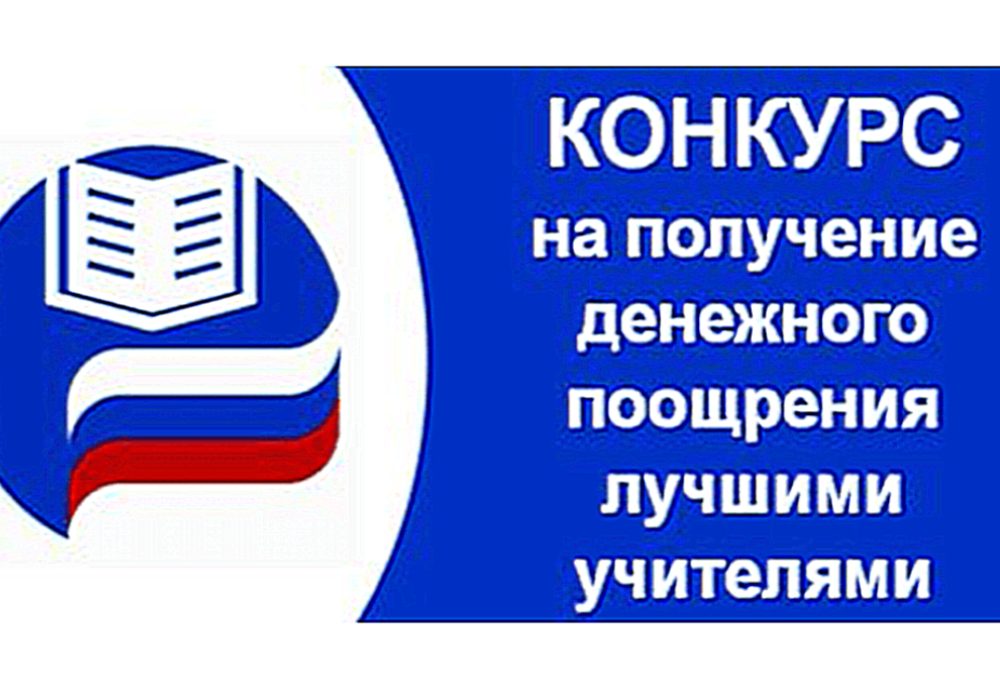 КОНКУРС
на получение
денежного
поощрения
лучшими
учителями